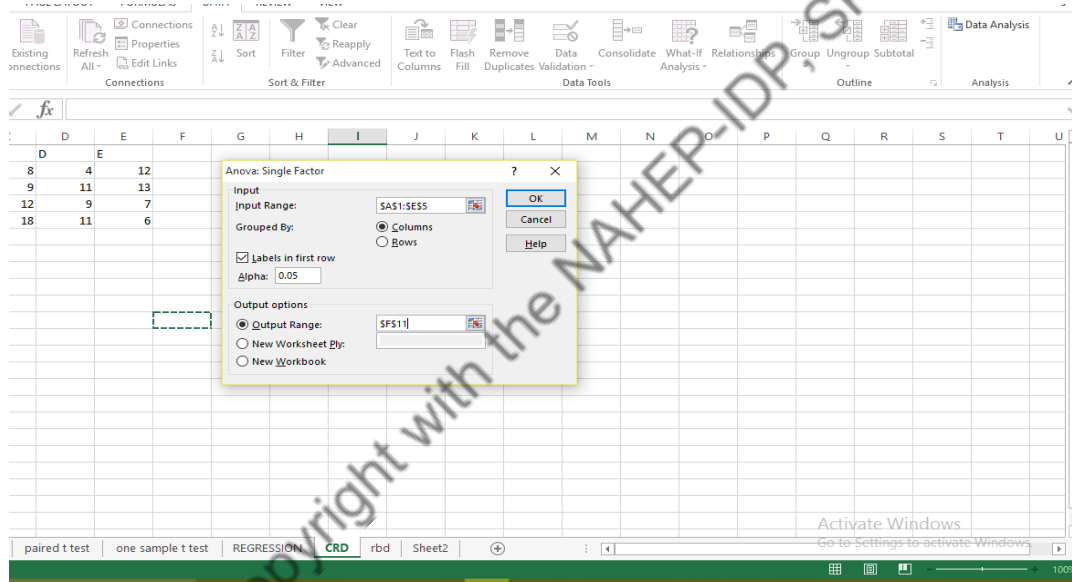 Connections
Properties
Edit Links
Existing
Refresh
All
Connections
Sort
Filter
Clear
Reapply
Advanced
Sort & Filter
Text to
Columns
Flash
Fill
Remove
Duplicates
Data
Validation
Consolidate
What-If
Analysis
Relationships
Data Tools
Group
Ungroup
Subtotal
Outline
Data Analysis
Analysis
fx
D E F G H I J K L M N O P Q R S T U
D E
8 4 12
9 11 13
12 9 7
18 11 6
Anova: Single Factor ?
Input
Input Range: $A$1:$E$5
Grouped By: Columns
Rows
Labels in first row
Alpha: 0.05
Output options
Output Range: $F$11
New Worksheet Ply:
New Workbook
OK
Cancel
Help
with the NAHEP-IDP,
Activate Windows
Go to Settings to activate Windows.
paired t test one sample t test REGRESSION CRD rbd Sheet2